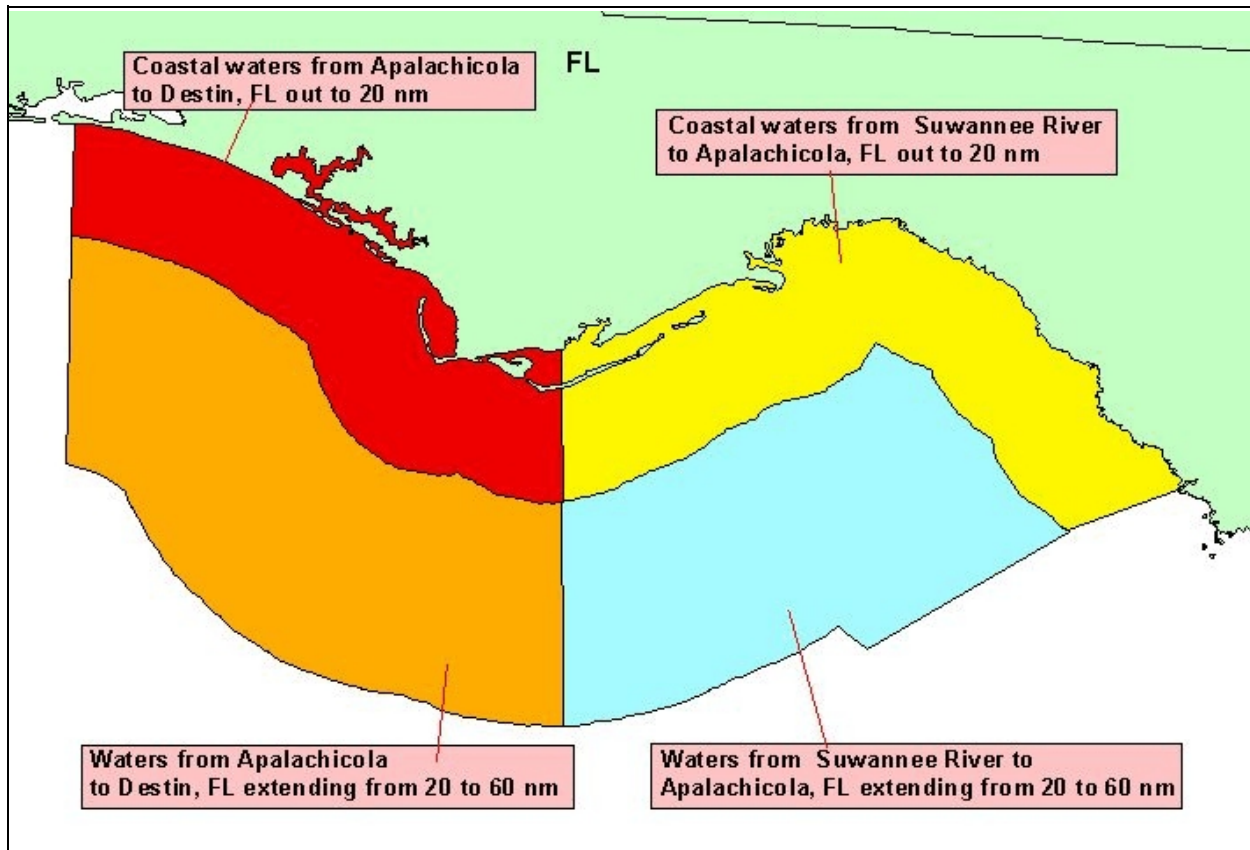 Coastal waters from Apalachicola
to Destin, FL out to 20 nm
FL
Coastal waters from Suwannee River
to Apalachicola, FL out to 20 nm
Waters from Apalachicola
to Destin, FL extending from 20 to 60 nm
Waters from Suwannee River to
Apalachicola, FL extending from 20 to 60 nm